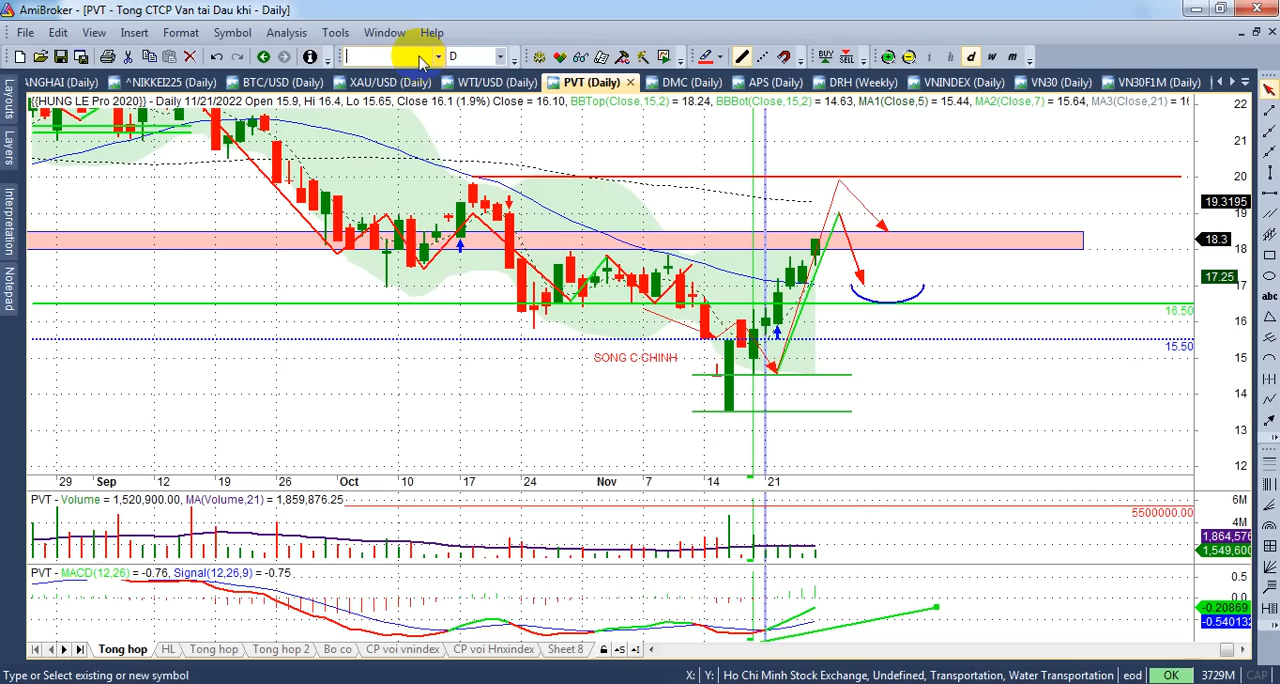 AmiBroker - [PVT - Tong CTCP Van tai Dau khi - Daily]
File Edit View Insert Format Symbol Analysis Tools Window Help
D
BUY SELL
i h d w m
ANGHAI (Daily) ^NIKKEI225 (Daily) BTC/USD (Daily) XAU/USD (Daily) WTI/USD (Daily) PVT (Daily) DMC (Daily) APS (Daily) DRH (Weekly) VNINDEX (Daily) VN30 (Daily) VN30F1M (Daily)
Layouts
Layers
Interpretation
Notepad
{{HUNG LE Pro 2020}} - Daily 11/21/2022 Open 15.9, Hi 16.4, Lo 15.65, Close 16.1 (1.9%) Close = 16.10, BBTop(Close,15,2) = 18.24, BBBot(Close,15,2) = 14.63, MA1(Close,5) = 15.44, MA2(Close,7) = 15.64, MA3(Close,21) = 16
22
21
20
19.3195
19
18.3
18
17.25
17
16.50
16
15.50
15
SONG C CHINH
14
13
12
29 Sep 12 19 26 Oct 10 17 24 Nov 7 14 21
PVT - Volume = 1,520,900.00, MA(Volume,21) = 1,859,876.25
6M
5500000.00
4M
1,864,576
1,549,600
PVT - MACD(12,26) = -0.76, Signal(12,26,9) = -0.75
0.5
0.0
-0.20869
-0.540132
Tong hop HL Tong hop Tong hop 2 Bo co CP voi vnindex CP voi Hnxindex Sheet 8
abc
Type or Select existing or new symbol X: Y: Ho Chi Minh Stock Exchange, Undefined, Transportation, Water Transportation eod OK 3729M CAP